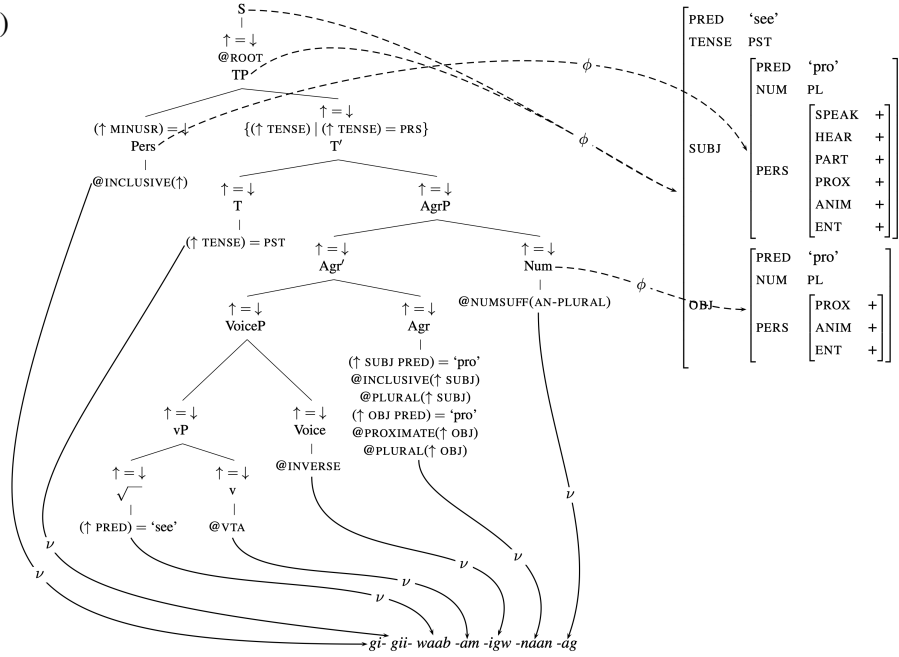 )
S
↑ = ↓
@ROOT
TP
(↑ MINUSR) = ↓
Pers
@INCLUSIVE(↑)
↑ = ↓
{(↑ TENSE) | (↑ TENSE) = PRS}
T′
↑ = ↓
T
(↑ TENSE) = PST
↑ = ↓
AgrP
↑ = ↓
Agr′
↑ = ↓
Num
@NUMSUFF(AN-PLURAL)
↑ = ↓
VoiceP
↑ = ↓
Agr
(↑ SUBJ PRED) = ‘pro’
@INCLUSIVE(↑ SUBJ)
@PLURAL(↑ SUBJ)
(↑ OBJ PRED) = ‘pro’
@PROXIMATE(↑ OBJ)
@PLURAL(↑ OBJ)
↑ = ↓
vP
↑ = ↓
Voice
@INVERSE
↑ = ↓
√
(↑ PRED) = ‘see’
↑ = ↓
v
@VTA
ν
ν
ν
ν
ν
ν
ν
gi- gii- waab -am -igw -naan -ag
ϕ
ϕ
ϕ
PRED ‘see’
TENSE PST
SUBJ
PRED ‘pro’
NUM PL
PERS
SPEAK +
HEAR +
PART +
PROX +
ANIM +
ENT +
OBJ
PRED ‘pro’
NUM PL
PERS
PROX +
ANIM +
ENT +